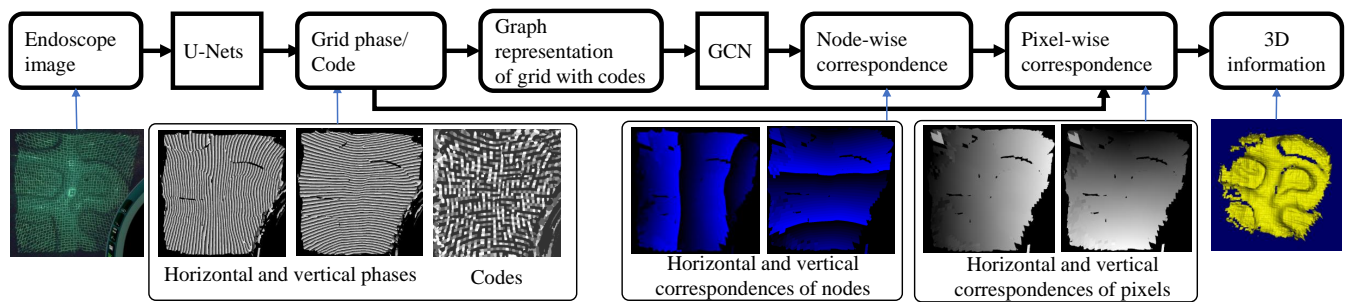 Endoscope
image
U-Nets
Grid phase/
Code
Graph
representation
of grid with codes
GCN
Node-wise
correspondence
Pixel-wise
correspondence
3D
information
Horizontal and vertical phases
Codes
Horizontal and vertical
correspondences of nodes
Horizontal and vertical
correspondences of pixels